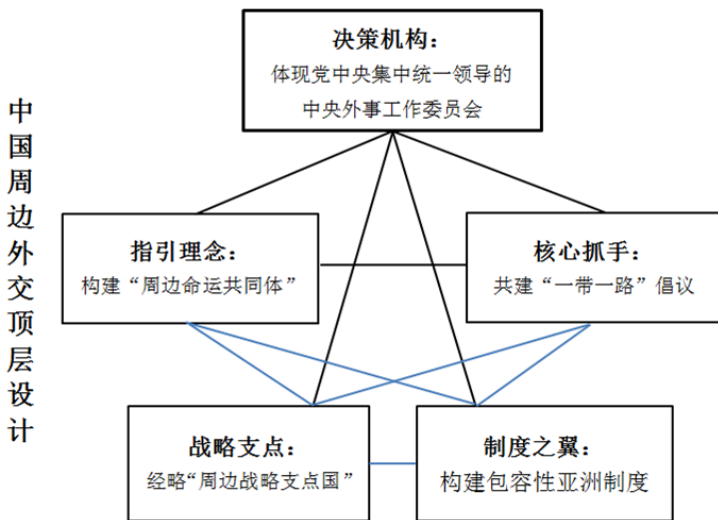 中国周边外交顶层设计
决策机构：
体现党中央集中统一领导的
中央外事工作委员会
指引理念：
构建“周边命运共同体”
核心抓手：
共建“一带一路”倡议
战略支点：
经略“周边战略支点国”
制度之翼：
构建包容性亚洲制度